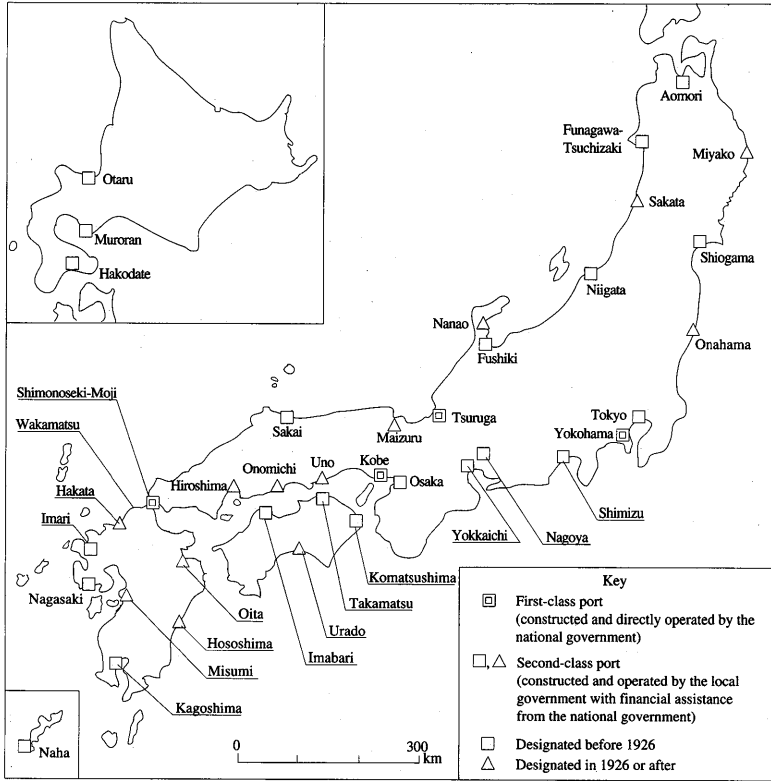 Aomori
Funagawa-
Tsuchizaki
Miyako
Otaru
Sakata
Muroran
Shiogama
Hakodate
Niigata
Nanao
Onahama
Fushiki
Shimonoseki-Moji
Tokyo
Tsuruga
Wakamatsu
Sakai
Yokohama
Maizuru
Uno
Kobe
Onomichi
Hiroshima
Osaka
Hakata
Shimizu
Imari
Yokkaichi
Nagoya
Komatsushima
Nagasaki
Takamatsu
Oita
Urado
Hososhima
Imabari
Misumi
Kagoshima
Naha
0
300
km
Key
First-class port
(constructed and directly operated by the
national government)
, Second-class port
(constructed and operated by the local
government with financial assistance
from the national government)
Designated before 1926
Designated in 1926 or after